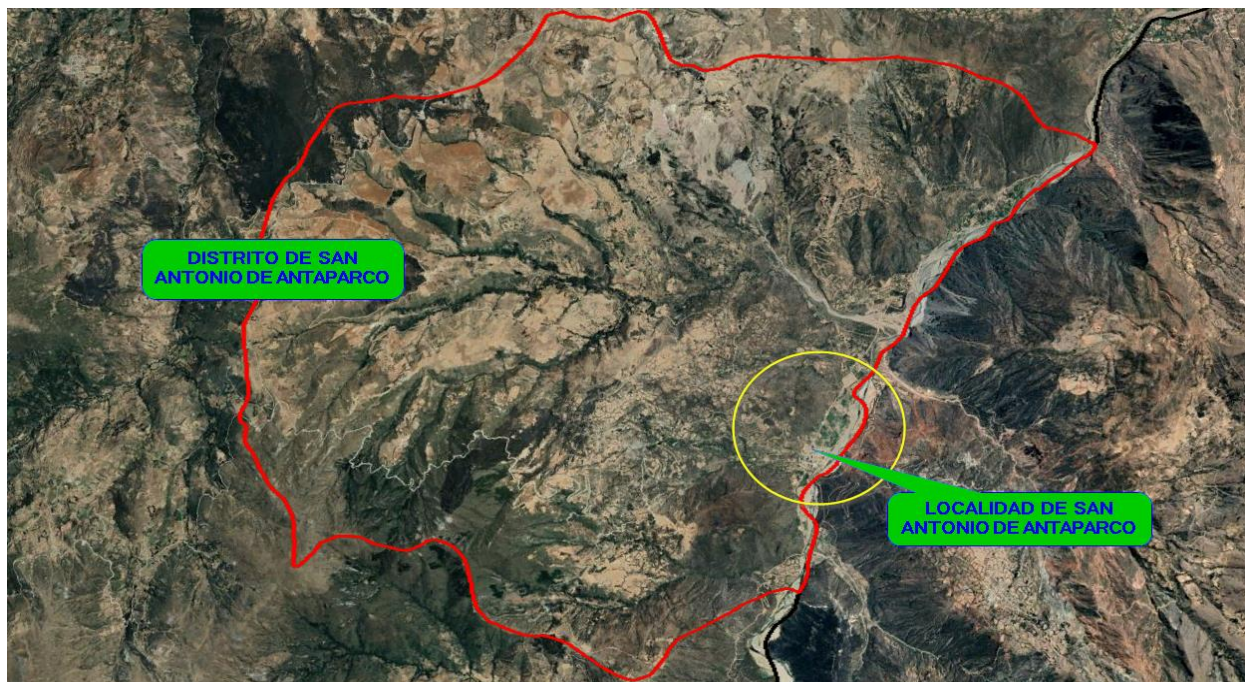 DISTRITO DE SAN
ANTONIO DE ANTAPARCO
LOCALIDAD DE SAN
ANTONIO DE ANTAPARCO